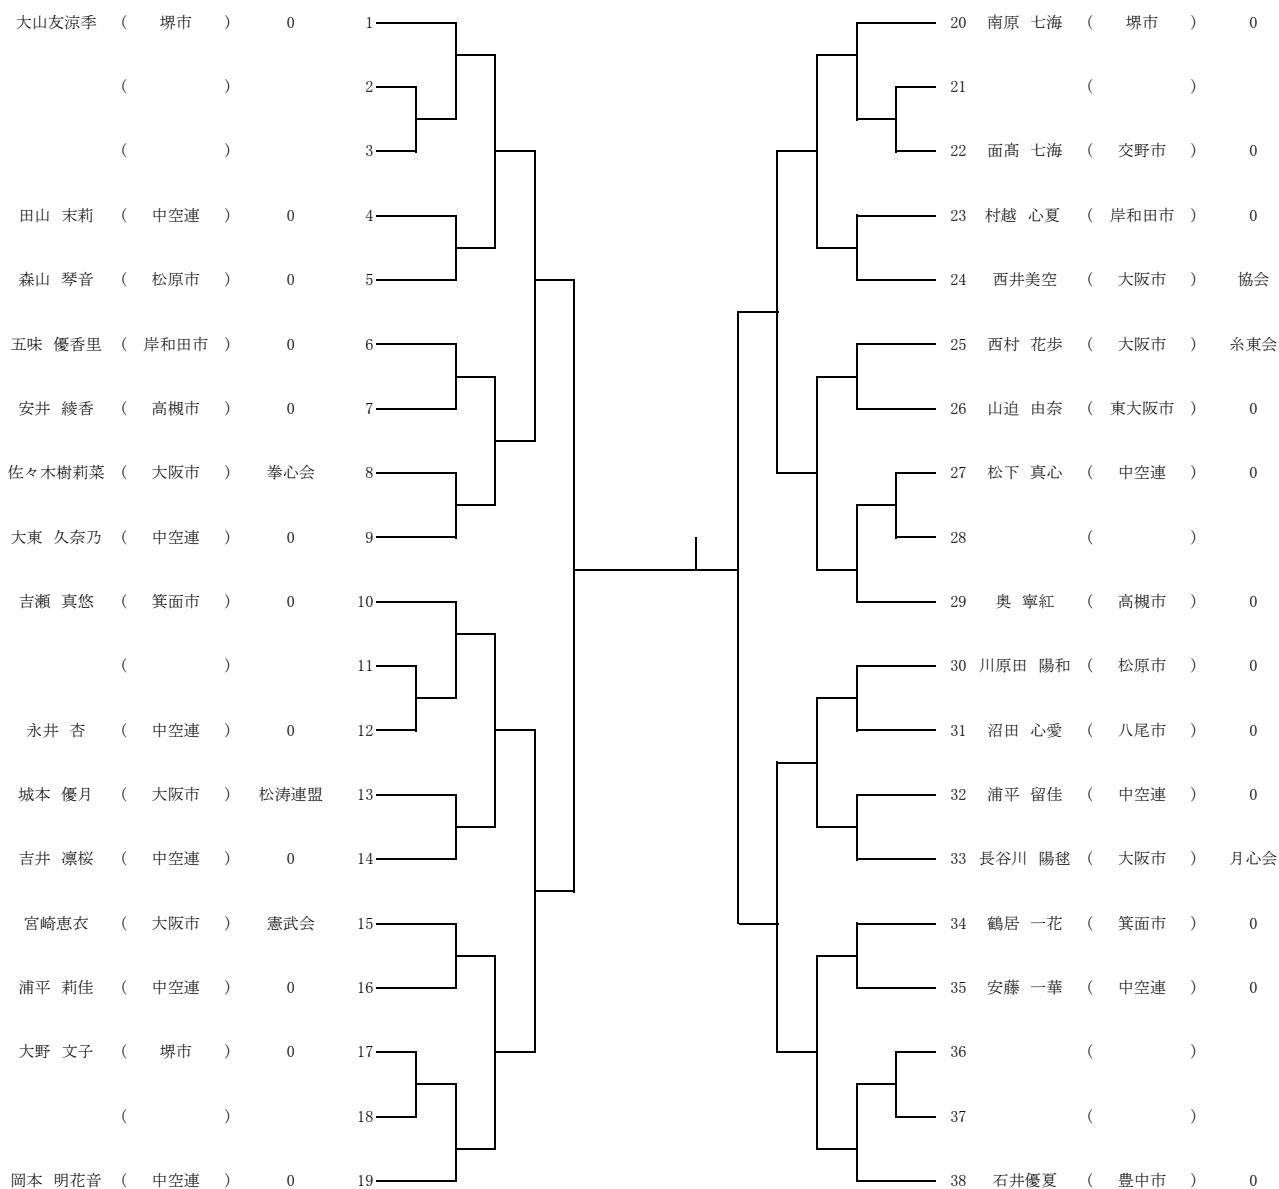 大山友涼季 ( 堺市 ) 0 1
( ) 2
( ) 3
田山 末莉 ( 中空連 ) 0 4
森山 琴音 ( 松原市 ) 0 5
五味 優香里 ( 岸和田市 ) 0 6
安井 綾香 ( 高槻市 ) 0 7
佐々木樹莉菜 ( 大阪市 ) 奉心会 8
大東 久奈乃 ( 中空連 ) 0 9
吉瀬 真悠 ( 箕面市 ) 0 10
( ) 11
永井 杏 ( 中空連 ) 0 12
城本 優月 ( 大阪市 ) 松涛連盟 13
吉井 凛桜 ( 中空連 ) 0 14
宮崎恵衣 ( 大阪市 ) 憲武会 15
浦平 莉佳 ( 中空連 ) 0 16
大野 文子 ( 堺市 ) 0 17
( ) 18
岡本 明花音 ( 中空連 ) 0 19
20 南原 七海 ( 堺市 ) 0
21 ( )
22 面髙 七海 ( 交野市 ) 0
23 村越 心夏 ( 岸和田市 ) 0
24 西井美空 ( 大阪市 ) 協会
25 西村 花歩 ( 大阪市 ) 糸東会
26 山迫 由奈 ( 東大阪市 ) 0
27 松下 真心 ( 中空連 ) 0
28 ( )
29 奥 寧紅 ( 高槻市 ) 0
30 川原田 陽和 ( 松原市 ) 0
31 沼田 心愛 ( 八尾市 ) 0
32 浦平 留佳 ( 中空連 ) 0
33 長谷川 陽毬 ( 大阪市 ) 月心会
34 鶴居 一花 ( 箕面市 ) 0
35 安藤 一華 ( 中空連 ) 0
36 ( )
37 ( )
38 石井優夏 ( 豊中市 ) 0